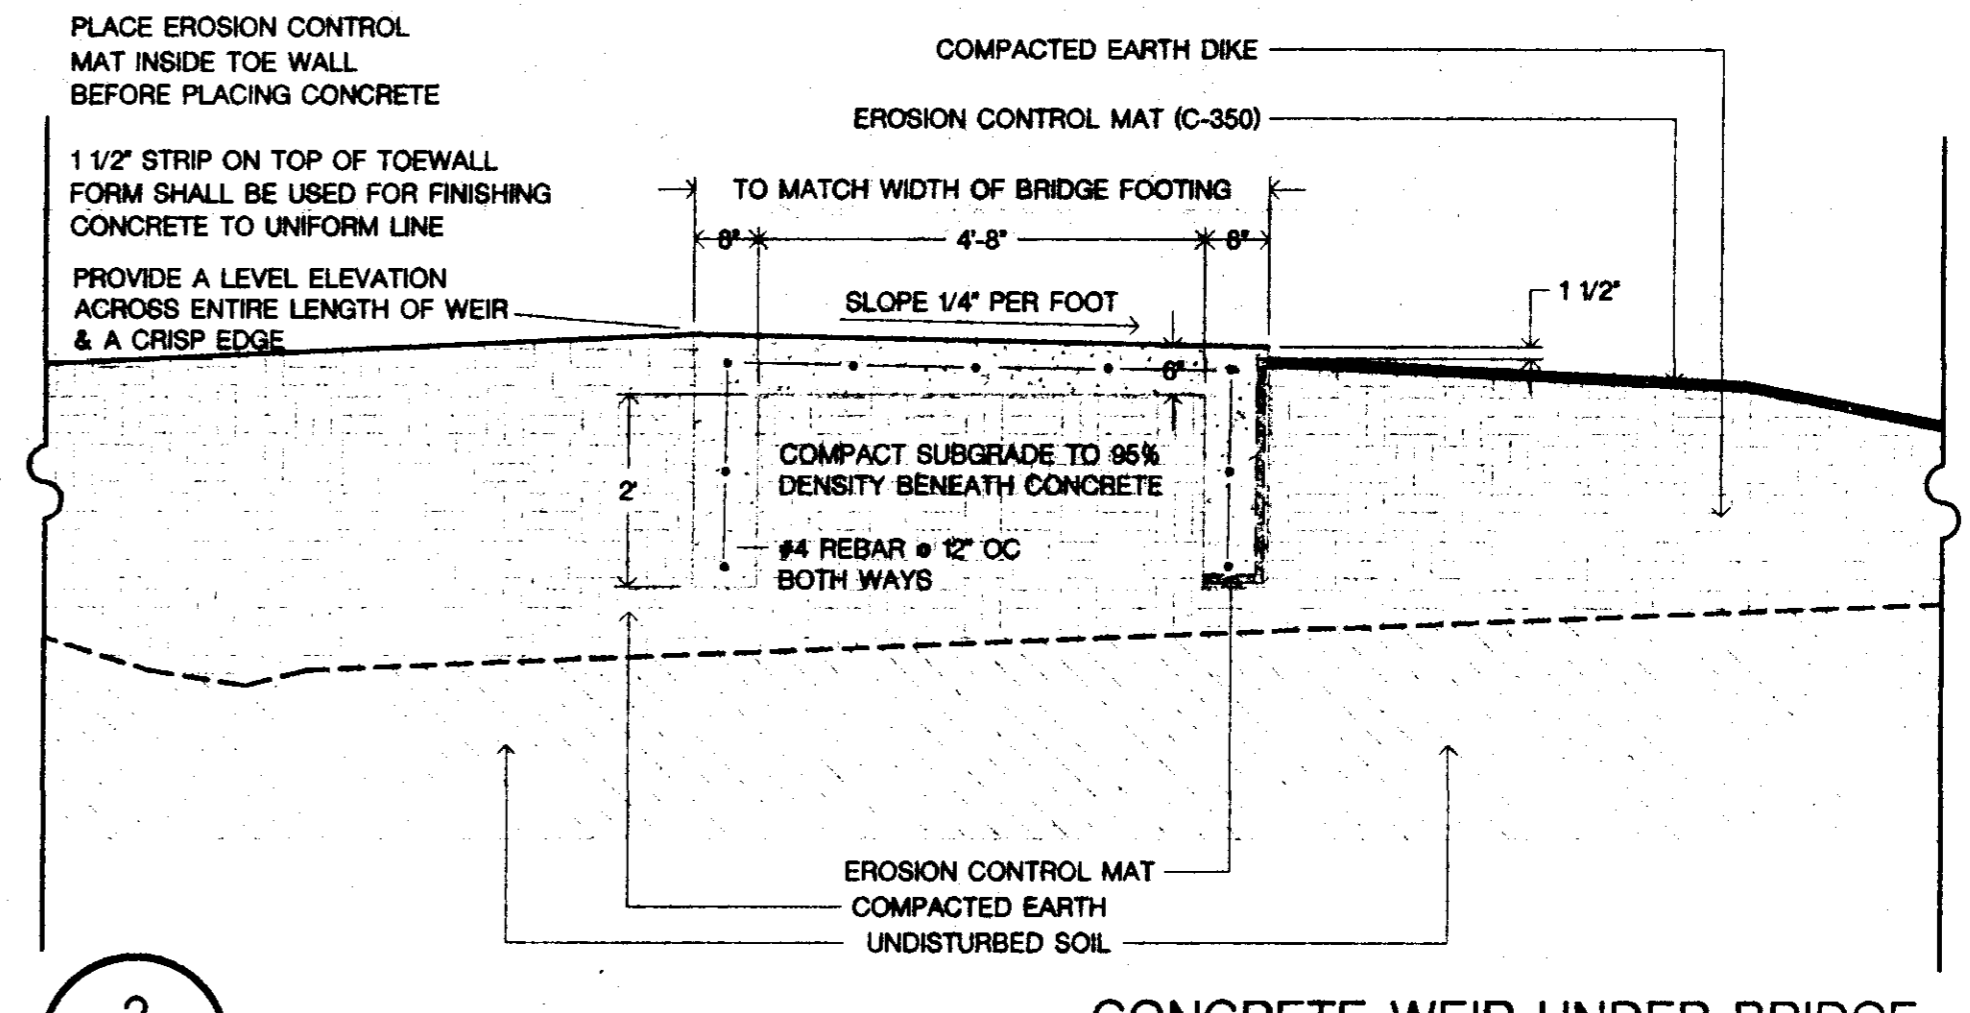 PLACE EROSION CONTROL
MAT INSIDE TOE WALL
BEFORE PLACING CONCRETE
1 1/2" STRIP ON TOP OF TOEWALL
FORM SHALL BE USED FOR FINISHING
CONCRETE TO UNIFORM LINE
PROVIDE A LEVEL ELEVATION
ACROSS ENTIRE LENGTH OF WEIR
& A CRISP EDGE
COMPACTED EARTH DIKE
EROSION CONTROL MAT (C-350)
TO MATCH WIDTH OF BRIDGE FOOTING
8" 4'-8" 8"
SLOPE 1/4" PER FOOT
1 1/2"
6"
2'
COMPACT SUBGRADE TO 95%
DENSITY BENEATH CONCRETE
#4 REBAR @ 12" OC
BOTH WAYS
EROSION CONTROL MAT
COMPACTED EARTH
UNDISTURBED SOIL
CONCRETE WEIR UNDER BRIDGE